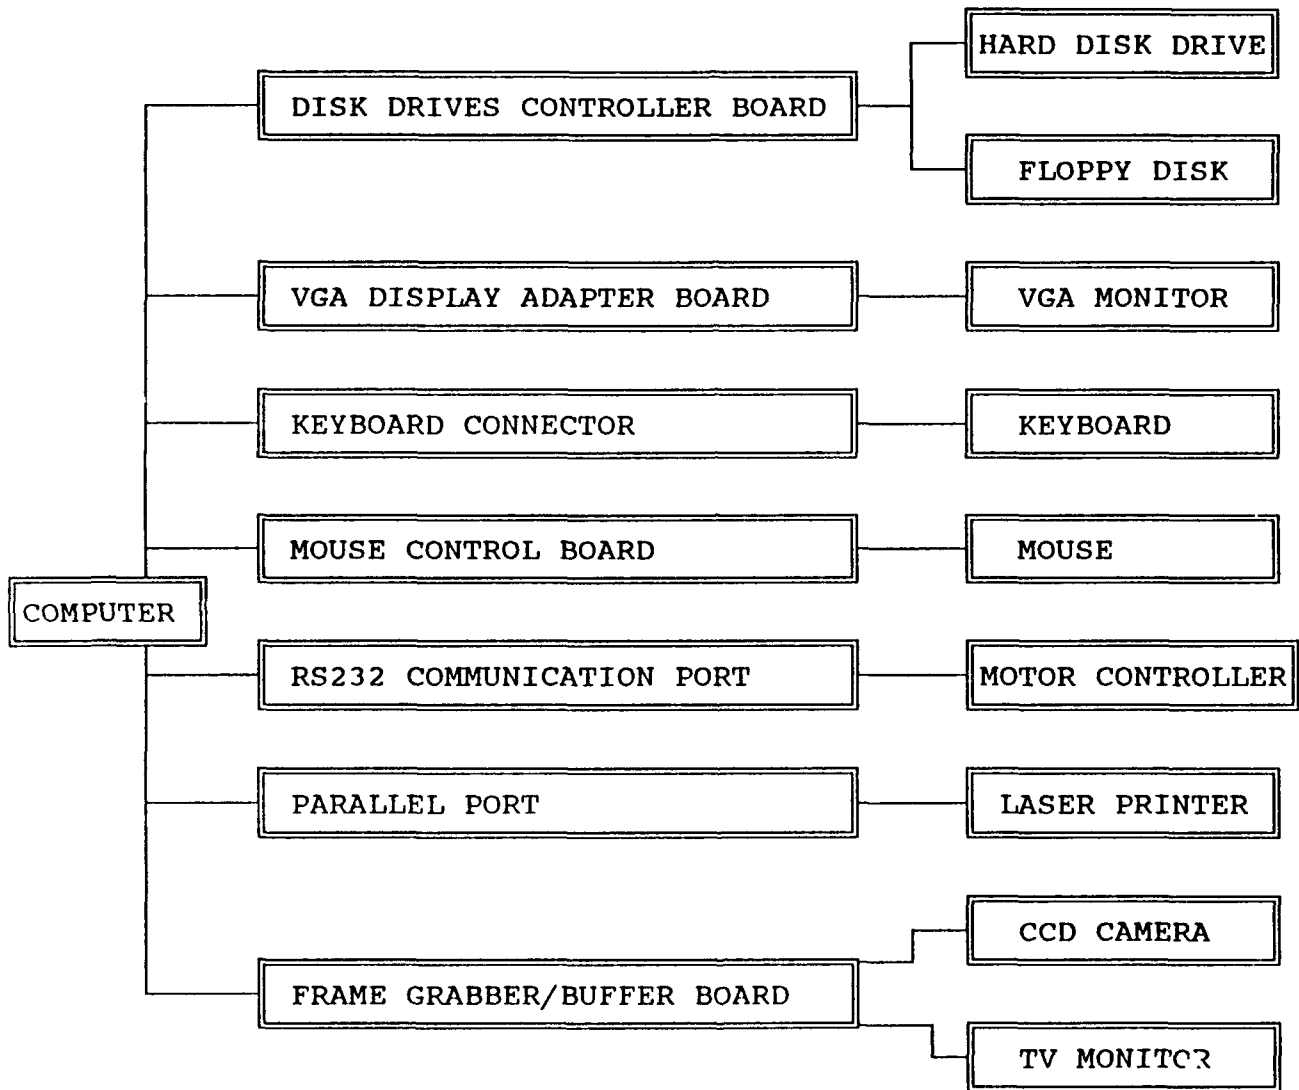 HARD DISK DRIVE
DISK DRIVES CONTROLLER BOARD
FLOPPY DISK
VGA DISPLAY ADAPTER BOARD
VGA MONITOR
KEYBOARD CONNECTOR
KEYBOARD
MOUSE CONTROL BOARD
MOUSE
COMPUTER
RS232 COMMUNICATION PORT
MOTOR CONTROLLER
PARALLEL PORT
LASER PRINTER
CCD CAMERA
FRAME GRABBER/BUFFER BOARD
TV MONITOR